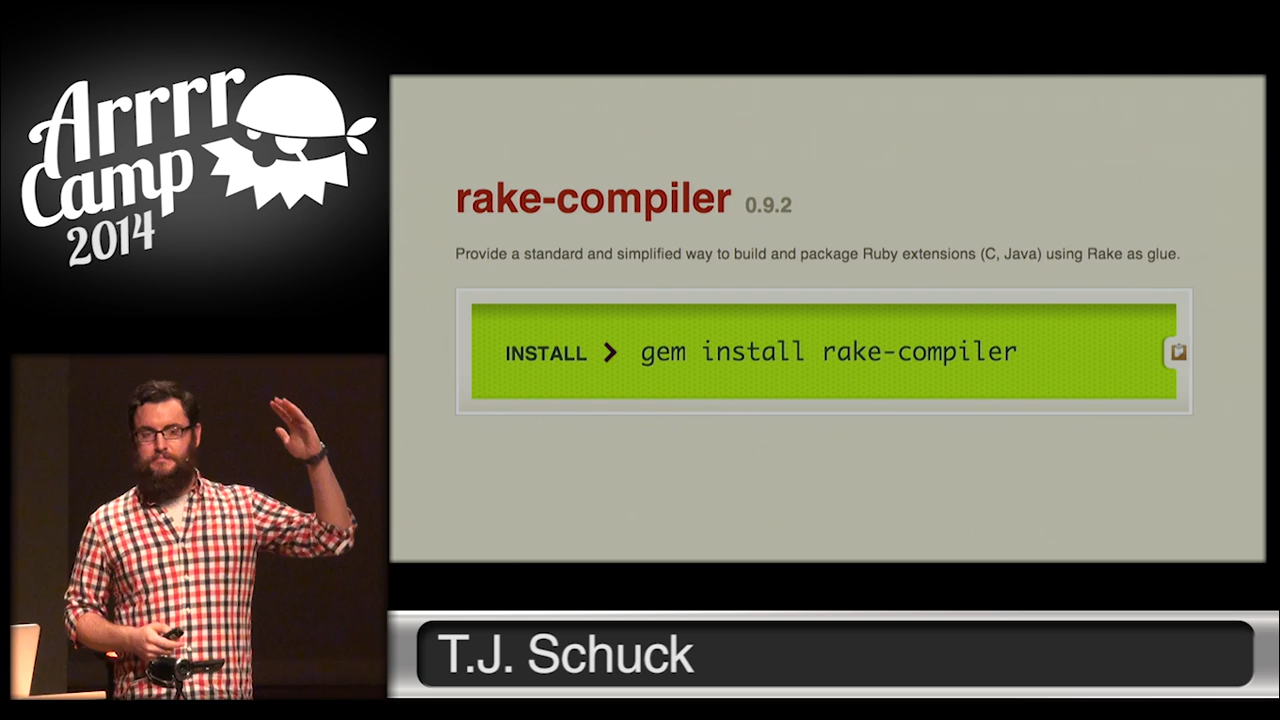 Arrrr
Camp
2014
rake-compiler 0.9.2
Provide a standard and simplified way to build and package Ruby extensions (C, Java) using Rake as glue.
INSTALL > gem install rake-compiler
T.J. Schuck